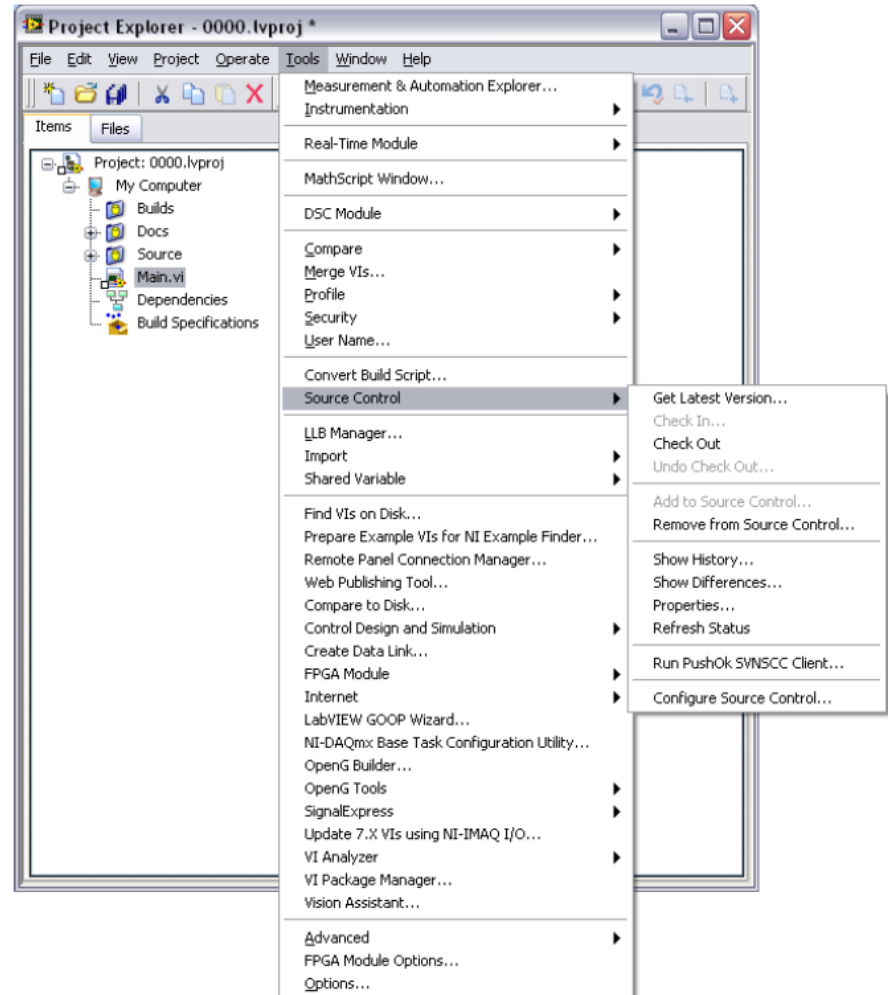 Project Explorer - 0000.lvproj *
File Edit View Project Operate Tools Window Help
Items Files
Project: 0000.lvproj
My Computer
Builds
Docs
Source
Main.vi
Dependencies
Build Specifications
Measurement & Automation Explorer...
Instrumentation
Real-Time Module
MathScript Window...
DSC Module
Compare
Merge VIs...
Profile
Security
User Name...
Convert Build Script...
Source Control
LLB Manager...
Import
Shared Variable
Find VIs on Disk...
Prepare Example VIs for NI Example Finder...
Remote Panel Connection Manager...
Web Publishing Tool...
Compare to Disk...
Control Design and Simulation
Create Data Link...
FPGA Module
Internet
LabVIEW GOOP Wizard...
NI-DAQmx Base Task Configuration Utility...
OpenG Builder...
OpenG Tools
SignalExpress
Update 7.X VIs using NI-IMAQ I/O...
VI Analyzer
VI Package Manager...
Vision Assistant...
Advanced
FPGA Module Options...
Options...
Get Latest Version...
Check In...
Check Out
Undo Check Out...
Add to Source Control...
Remove from Source Control...
Show History...
Show Differences...
Properties...
Refresh Status
Run PushOk SVNSCC Client...
Configure Source Control...